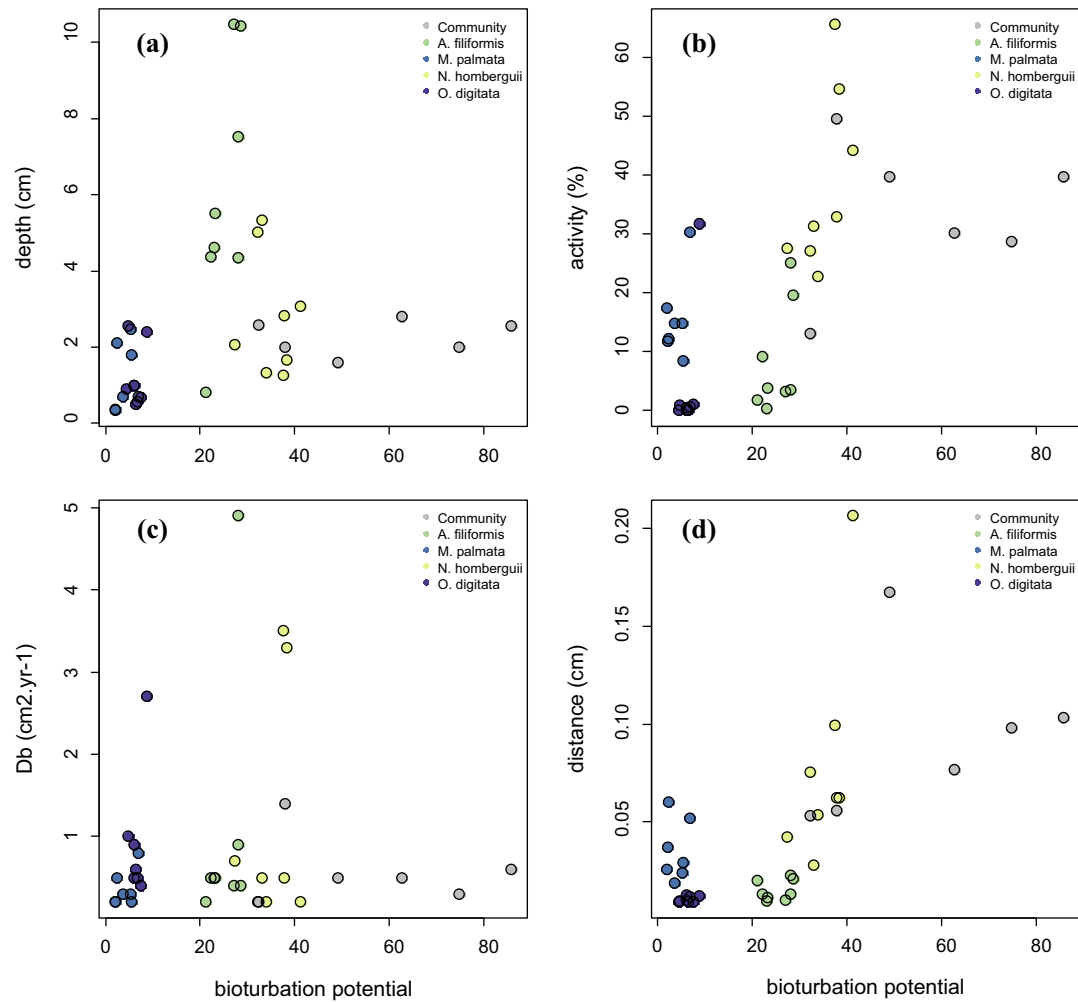 (a)
Community
A. filiformis
M. palmata
N. homberguii
O. digitata
depth (cm)
10
8
6
4
2
0
0 20 40 60 80
(b)
Community
A. filiformis
M. palmata
N. homberguii
O. digitata
activity (%)
60
50
40
30
20
10
0
0 20 40 60 80
(c)
Community
A. filiformis
M. palmata
N. homberguii
O. digitata
Db (cm2.yr-1)
5
4
3
2
1
0 20 40 60 80
bioturbation potential
(d)
Community
A. filiformis
M. palmata
N. homberguii
O. digitata
distance (cm)
0.20
0.15
0.10
0.05
0 20 40 60 80
bioturbation potential